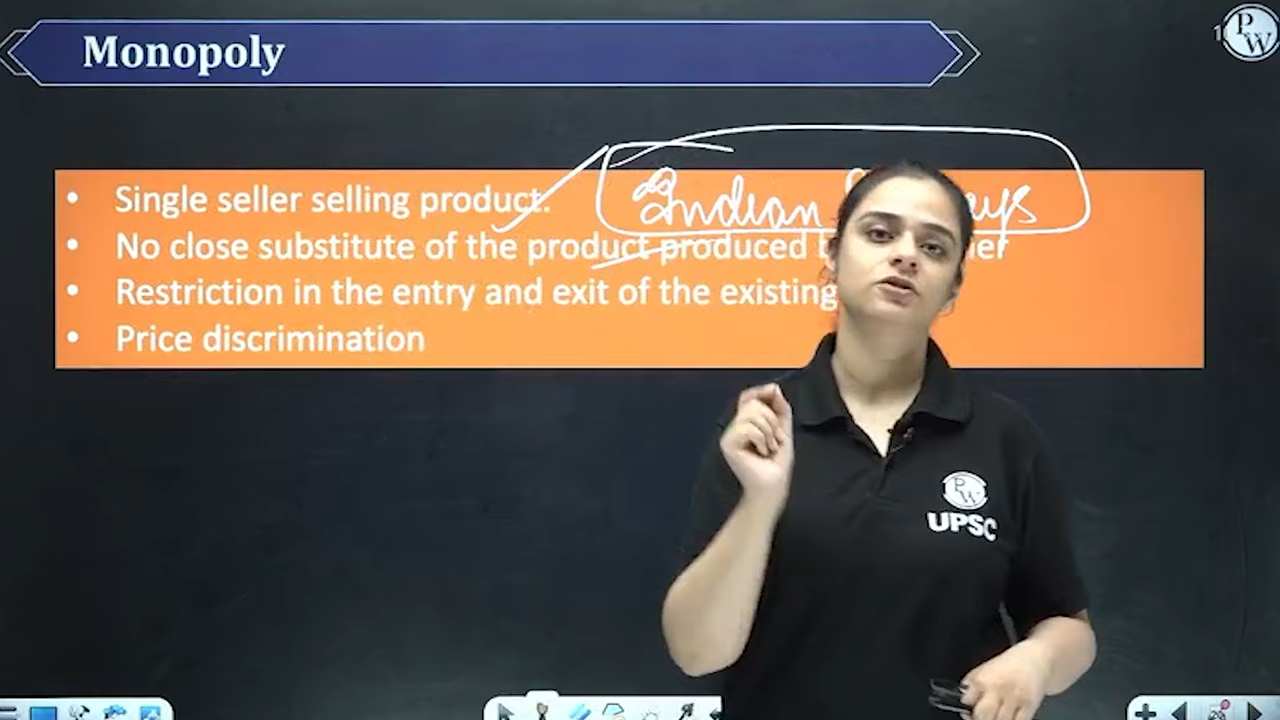 Monopoly
PW
• Single seller selling product.
Indian
• No close substitute of the product produced
• Restriction in the entry and exit of the existing
• Price discrimination
PW
UPSC